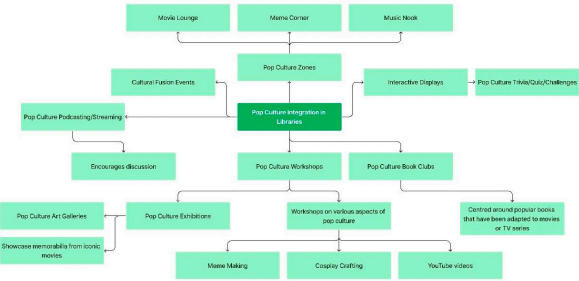 Movie Lounge
Meme Corner
Music Nook
Pop Culture Zones
Cultural Fusion Events
Interactive Displays
Pop Culture Trivia/Quiz/Challenges
Pop Culture Podcasting/Streaming
Pop Culture Integration in
Libraries
Encourages discussion
Pop Culture Workshops
Pop Culture Book Clubs
Pop Culture Art Galleries
Pop Culture Exhibitions
Workshops on various aspects of
pop culture
Centred around popular books
that have been adapted to movies
or TV series
Showcase memorabilia from iconic
movies
Meme Making
Cosplay Crafting
YouTube videos